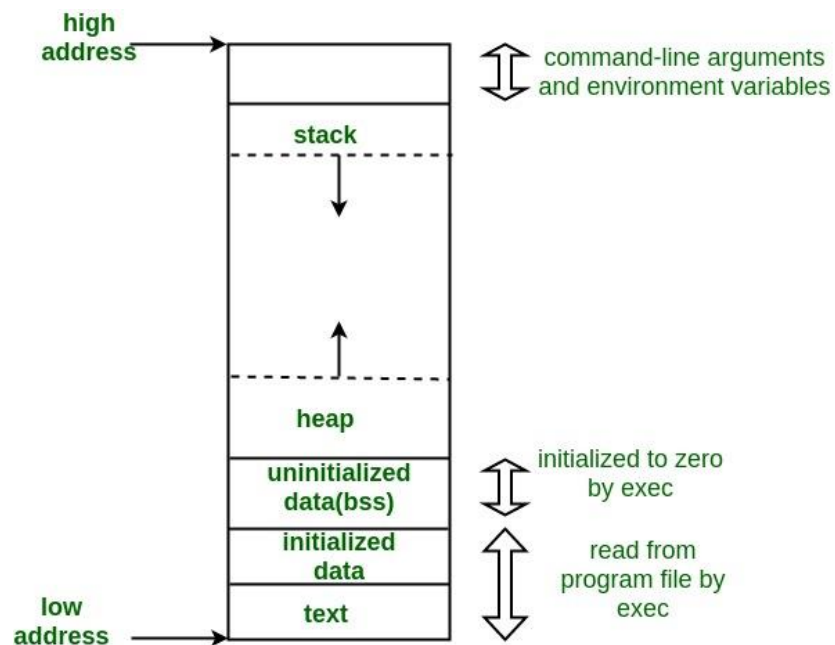 high
address
command-line arguments
and environment variables
stack
heap
uninitialized
data(bss)
initialized to zero
by exec
initialized
data
read from
program file by
exec
text
low
address